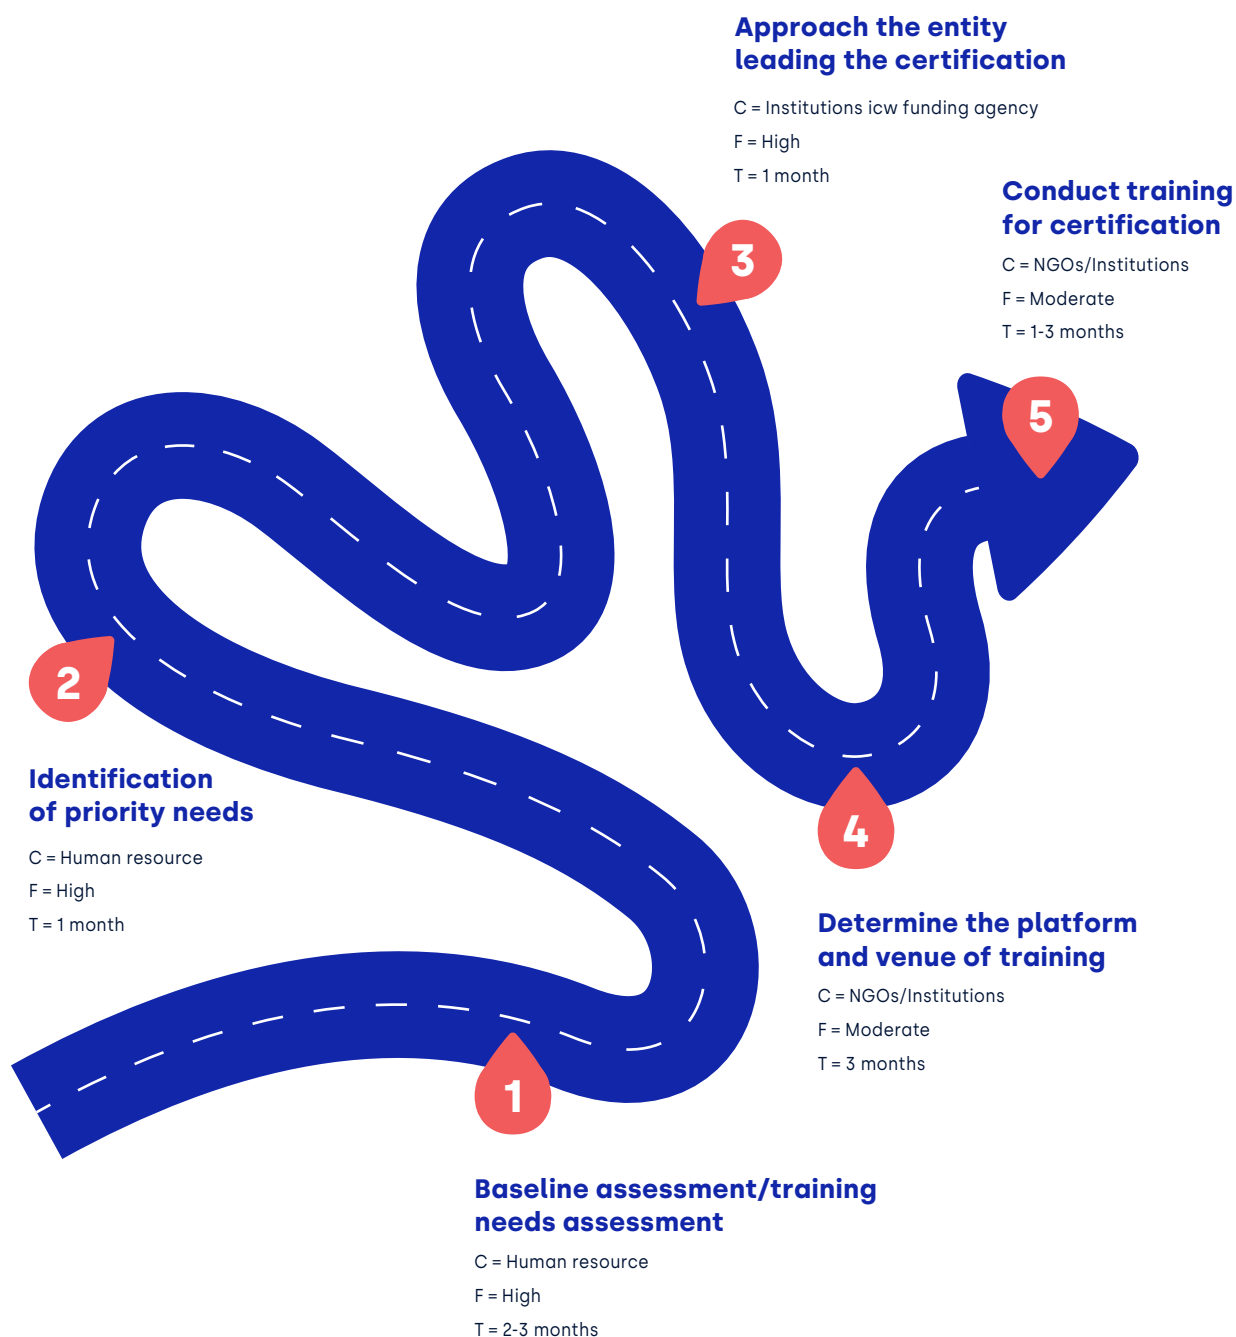 Approach the entity
leading the certification
C = Institutions icw funding agency
F = High
T = 1 month
Conduct training
for certification
C = NGOs/Institutions
F = Moderate
T = 1-3 months
3
5
2
Identification
of priority needs
C = Human resource
F = High
T = 1 month
4
Determine the platform
and venue of training
C = NGOs/Institutions
F = Moderate
T = 3 months
1
Baseline assessment/training
needs assessment
C = Human resource
F = High
T = 2-3 months